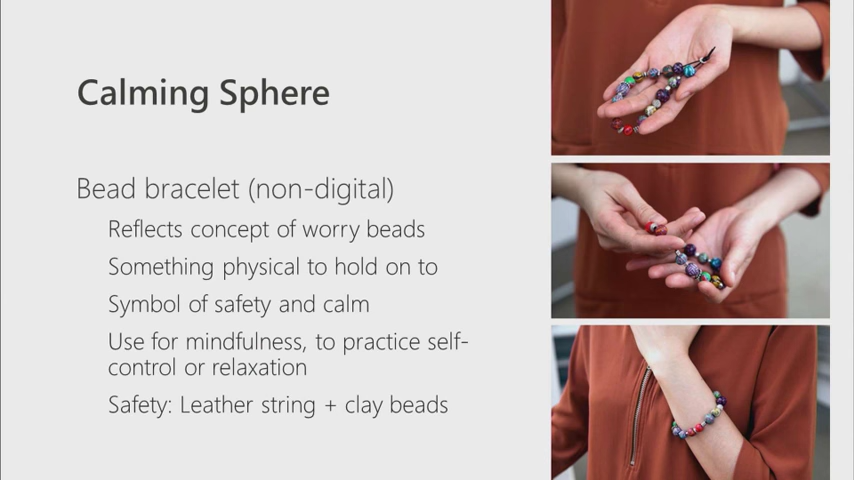 Calming Sphere
Bead bracelet (non-digital)
Reflects concept of worry beads
Something physical to hold on to
Symbol of safety and calm
Use for mindfulness, to practice self-
control or relaxation
Safety: Leather string + clay beads